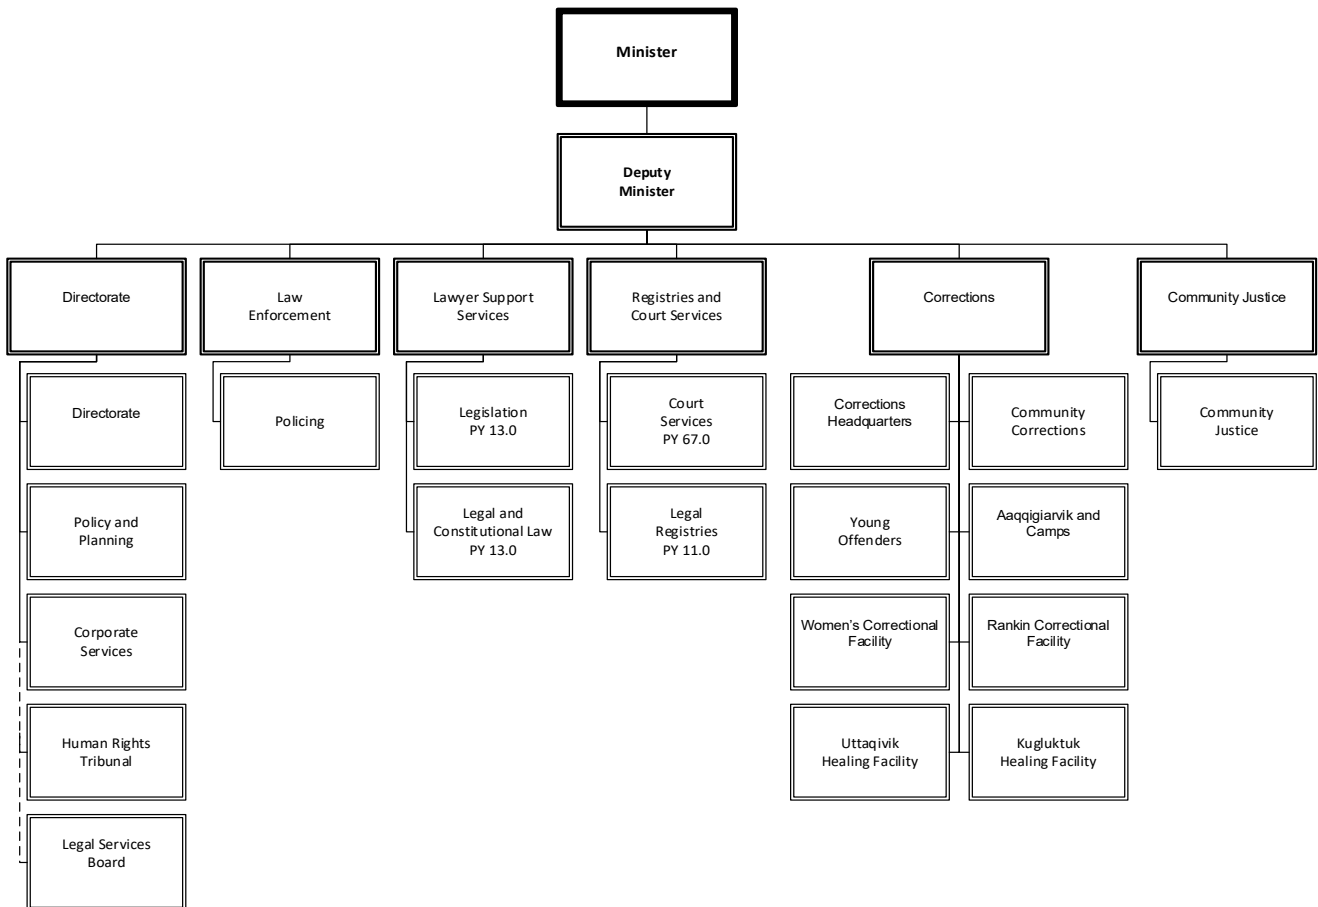 Minister
Deputy
Minister
Directorate
Law
Enforcement
Lawyer Support
Services
Registries and
Court Services
Corrections
Community Justice
Directorate
Policing
Legislation
PY 13.0
Court
Services
PY 67.0
Corrections
Headquarters
Community
Corrections
Community
Justice
Policy and
Planning
Legal and
Constitutional Law
PY 13.0
Legal
Registries
PY 11.0
Young
Offenders
Aaqqigiarvik and
Camps
Corporate
Services
Women's Correctional
Facility
Rankin Correctional
Facility
Human Rights
Tribunal
Uttaqivik
Healing Facility
Kugluktuk
Healing Facility
Legal Services
Board